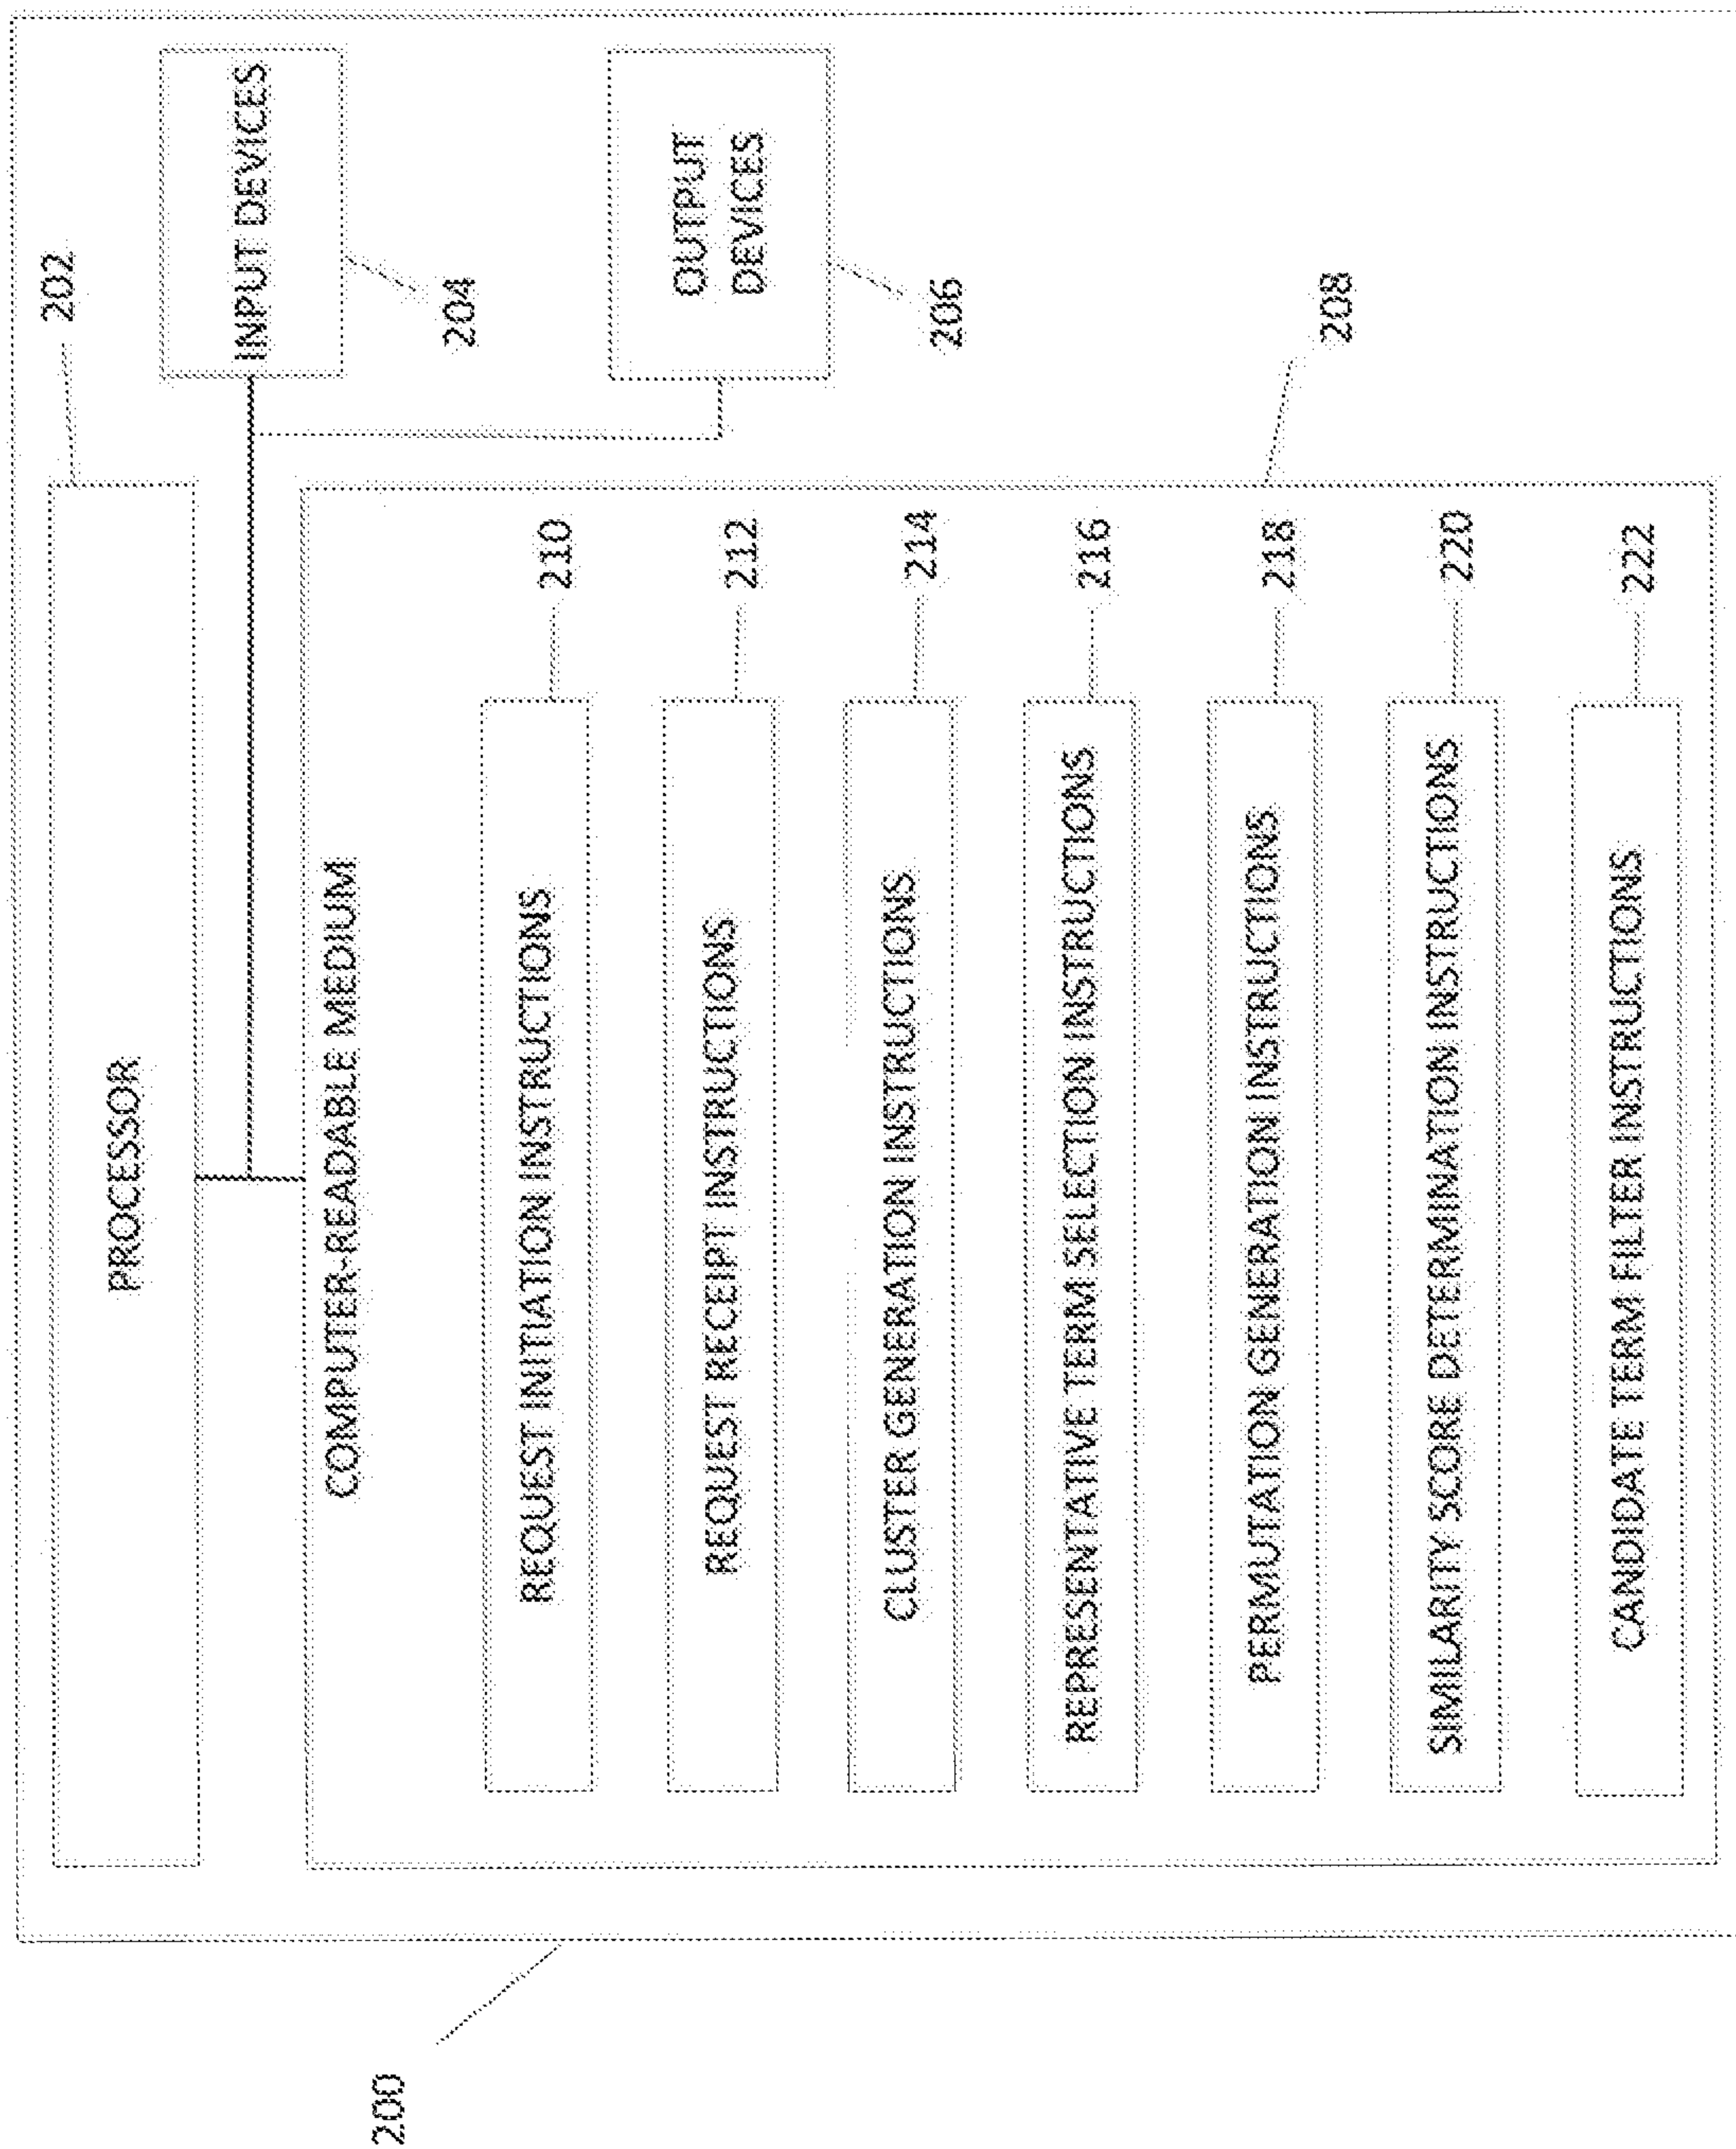 200
PROCESSOR
202
INPUT DEVICES
204
OUTPUT
DEVICES
206
COMPUTER-READABLE MEDIUM
208
REQUEST INITIATION INSTRUCTIONS
210
REQUEST RECEIPT INSTRUCTIONS
212
CLUSTER GENERATION INSTRUCTIONS
214
REPRESENTATIVE TERM SELECTION INSTRUCTIONS
216
PERMUTATION GENERATION INSTRUCTIONS
218
SIMILARITY SCORE DETERMINATION INSTRUCTIONS
220
CANDIDATE TERM FILTER INSTRUCTIONS
222